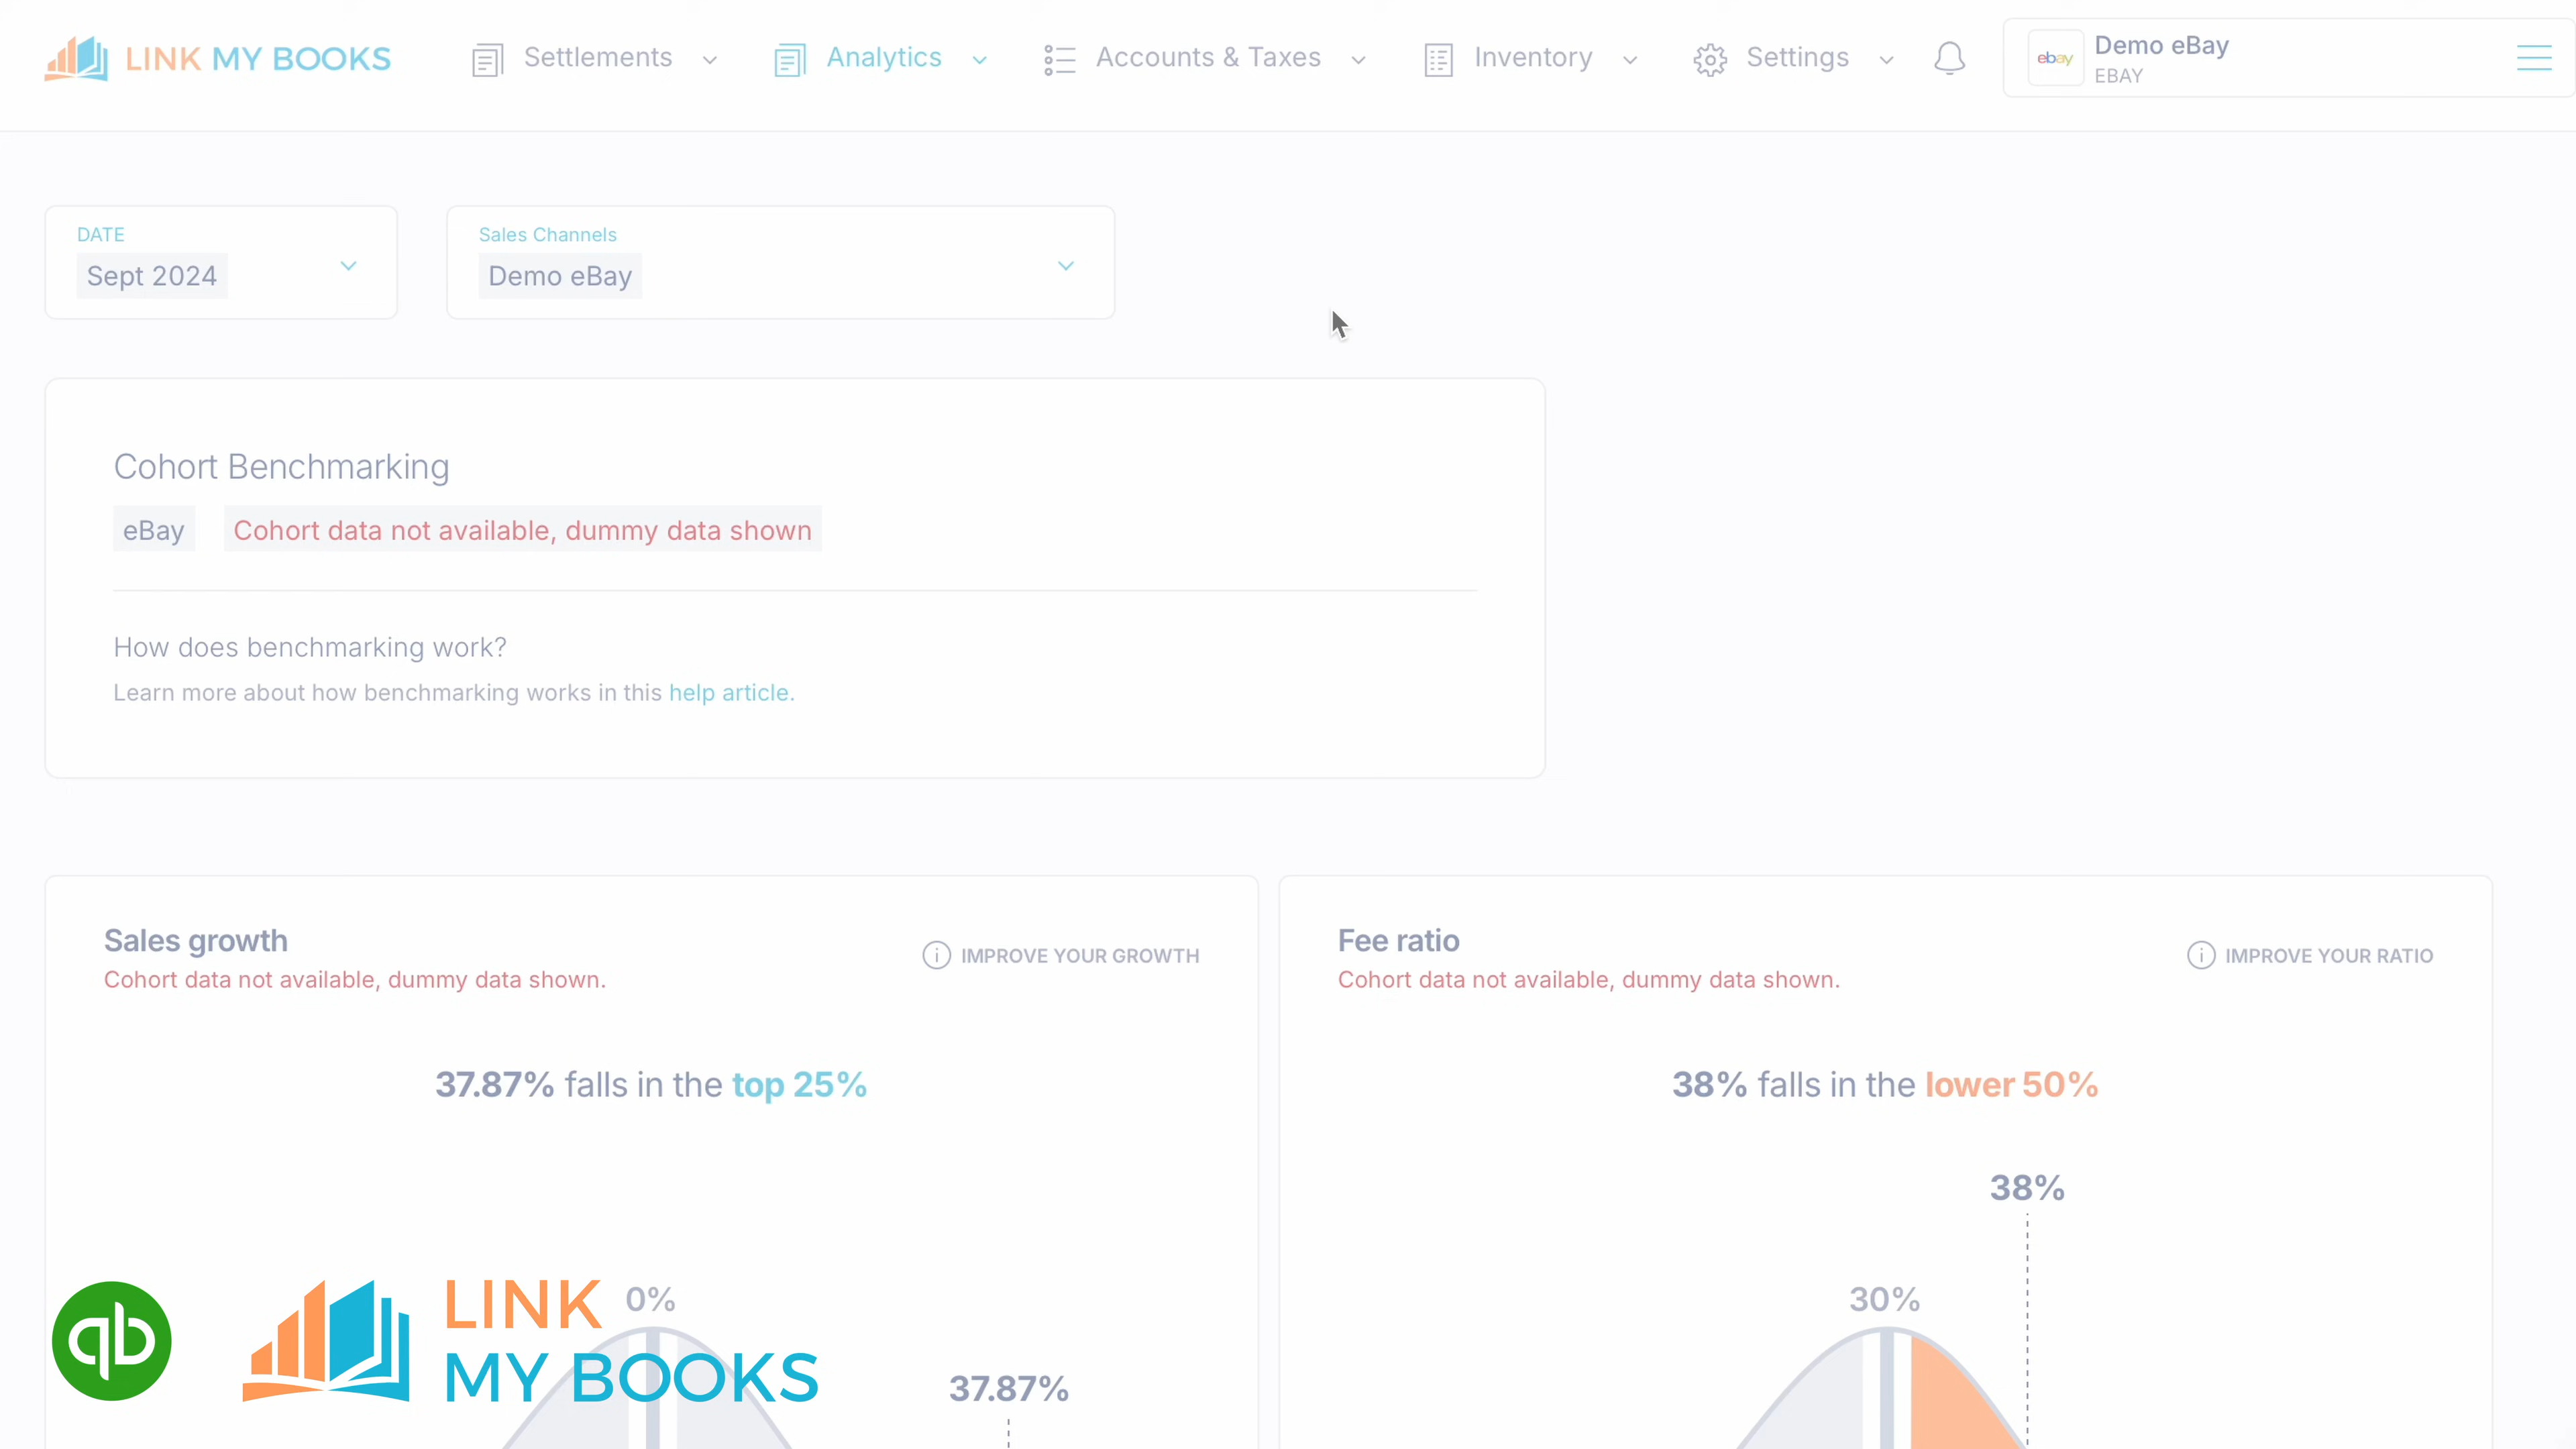 LINK MY BOOKS
Settlements
Analytics
Accounts & Taxes
Inventory
Settings
ebay
Demo eBay
EBAY
DATE
Sept 2024
Sales Channels
Demo eBay
Cohort Benchmarking
eBay
Cohort data not available, dummy data shown
How does benchmarking work?
Learn more about how benchmarking works in this help article.
Sales growth
Cohort data not available, dummy data shown.
IMPROVE YOUR GROWTH
37.87% falls in the top 25%
0%
37.87%
Fee ratio
Cohort data not available, dummy data shown.
IMPROVE YOUR RATIO
38% falls in the lower 50%
38%
30%
qb
LINK
MY BOOKS